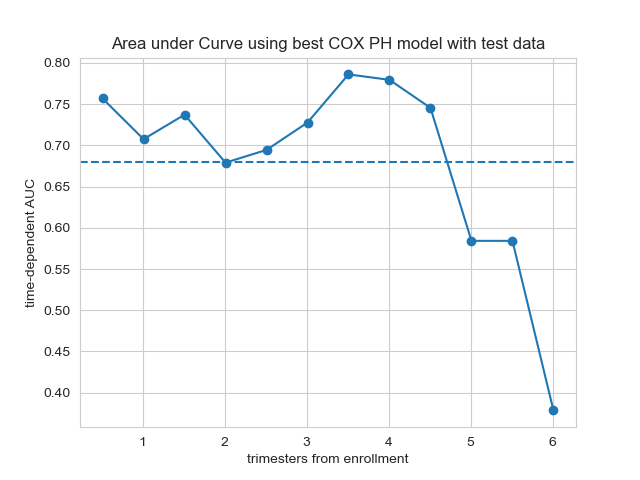 Area under Curve using best COX PH model with test data
time-dependent AUC
0.80
0.75
0.70
0.65
0.60
0.55
0.50
0.45
0.40
1 2 3 4 5 6
trimesters from enrollment